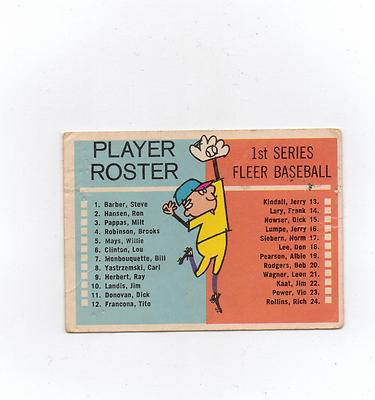 PLAYER
ROSTER
1. Barber, Steve
2. Hansen, Ron
3. Pappas, Milt
4. Robinson, Brooks
5. Mays, Willie
6. Clinton, Lou
7. Monbouquette, Bill
8. Yastrzemski, Carl
9. Herbert, Ray
10. Landis, Jim
11. Donovan, Dick
12. Francona, Tito
1st SERIES
FLEER BASEBALL
Kindall, Jerry 13.
Lary, Frank 14.
Howser, Dick 15.
Lumpe, Jerry 16.
Siebern, Norm 17.
Lee, Don 18.
Pearson, Albie 19.
Rodgers, Bob 20.
Wagner, Leon 21.
Kaat, Jim 22.
Power, Vic 23.
Rollins, Rich 24.